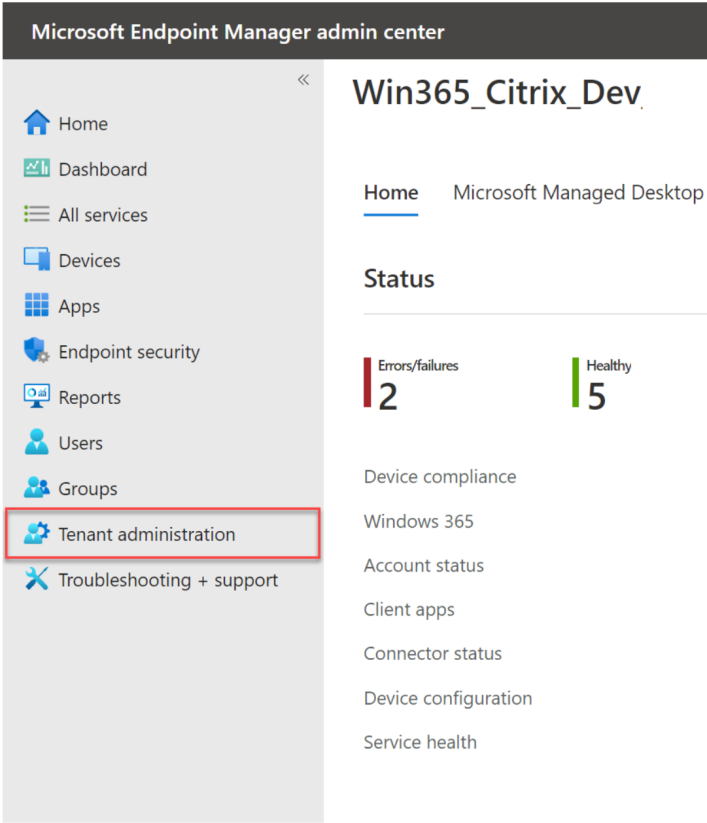 Microsoft Endpoint Manager admin center
«
Home
Dashboard
All services
Devices
Apps
Endpoint security
Reports
Users
Groups
Tenant administration
Troubleshooting + support
Win365_Citrix_Dev
Home Microsoft Managed Desktop
Status
Errors/failures
2
Healthy
5
Device compliance
Windows 365
Account status
Client apps
Connector status
Device configuration
Service health